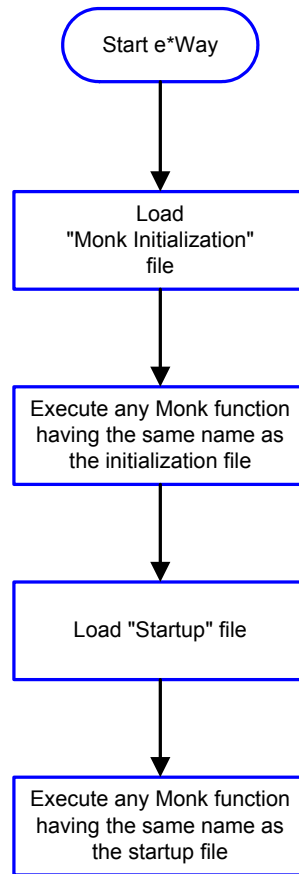 Start e*Way
Load
"Monk Initialization"
file
Execute any Monk function
having the same name as
the initialization file
Load "Startup" file
Execute any Monk function
having the same name as
the startup file